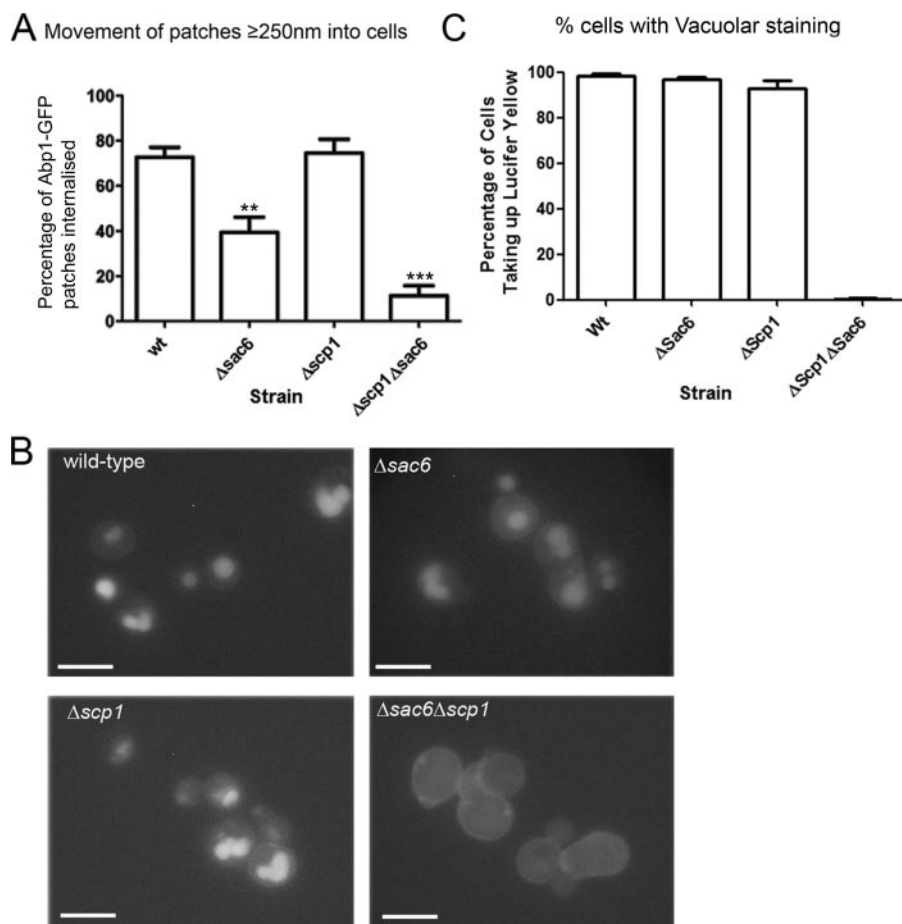 A Movement of patches ≥250nm into cells
Percentage of Abp1-GFP
patches internalised
100
80
60
40
20
0
**
***
wt
Δsac6
Δscp1
Δscp1Δsac6
Strain
C % cells with Vacuolar staining
Percentage of Cells
Taking up Lucifer Yellow
100
80
60
40
20
0
Wt
ΔSac6
ΔScp1
ΔScp1ΔSac6
Strain
B
wild-type
Δsac6
Δscp1
Δsac6Δscp1